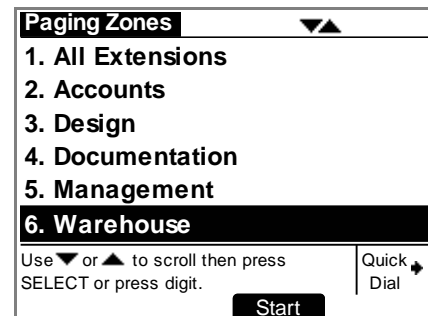 Paging Zones ▼▲
1. All Extensions
2. Accounts
3. Design
4. Documentation
5. Management
6. Warehouse
Use ▼ or ▲ to scroll then press
SELECT or press digit.
Quick
Dial
Start